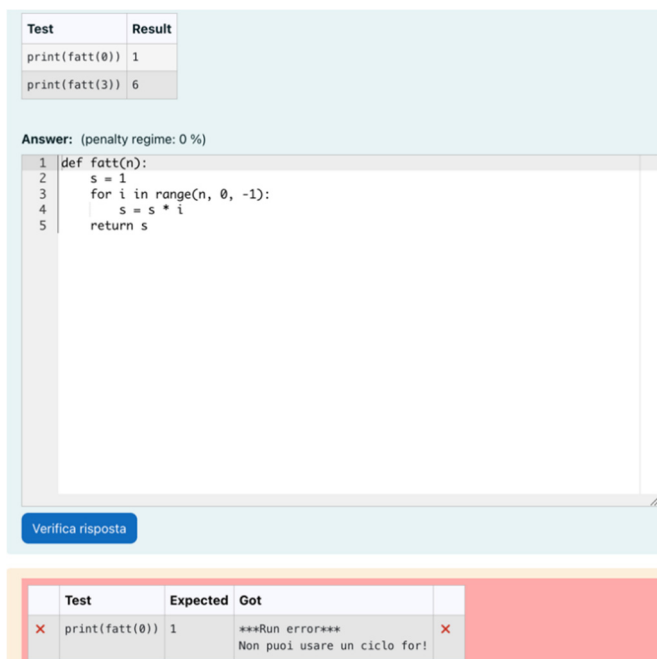 Test Result
print(fatt(0)) 1
print(fatt(3)) 6
Answer: (penalty regime: 0 %)
1 def fatt(n):
2     s = 1
3     for i in range(n, 0, -1):
4         s = s * i
5     return s
Verifica risposta
Test Expected Got
✕ print(fatt(0)) 1 ***Run error*** ✕
Non puoi usare un ciclo for!